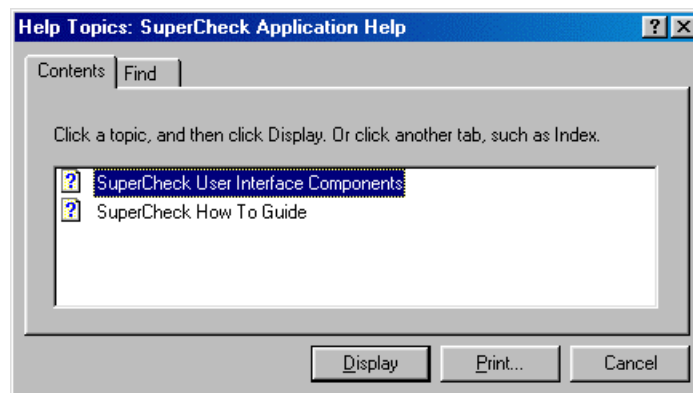 Help Topics: SuperCheck Application Help
Contents Find
Click a topic, and then click Display. Or click another tab, such as Index.
SuperCheck User Interface Components
SuperCheck How To Guide
Display Print... Cancel